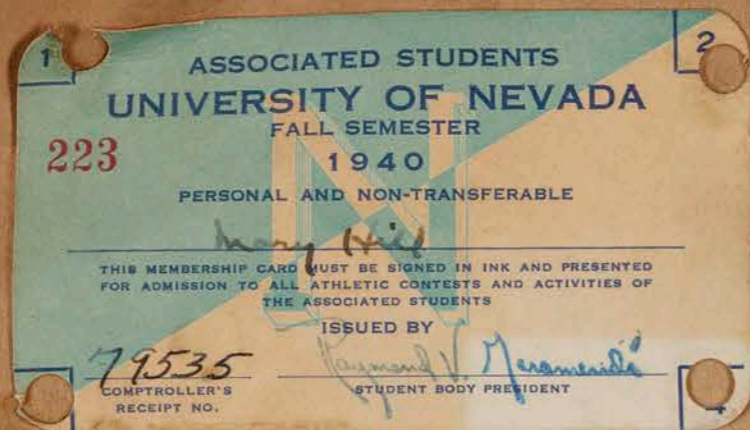 1 2
ASSOCIATED STUDENTS
UNIVERSITY OF NEVADA
FALL SEMESTER
223
1940
PERSONAL AND NON-TRANSFERABLE
Mary Hill
THIS MEMBERSHIP CARD MUST BE SIGNED IN INK AND PRESENTED
FOR ADMISSION TO ALL ATHLETIC CONTESTS AND ACTIVITIES OF
THE ASSOCIATED STUDENTS
ISSUED BY
79535 Raymond V.
COMPTROLLER'S STUDENT BODY PRESIDENT
RECEIPT NO.
4